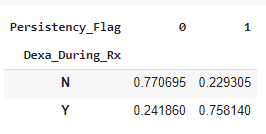 Persistency_Flag 0 1
Dexa_During_Rx
N 0.770695 0.229305
Y 0.241860 0.758140